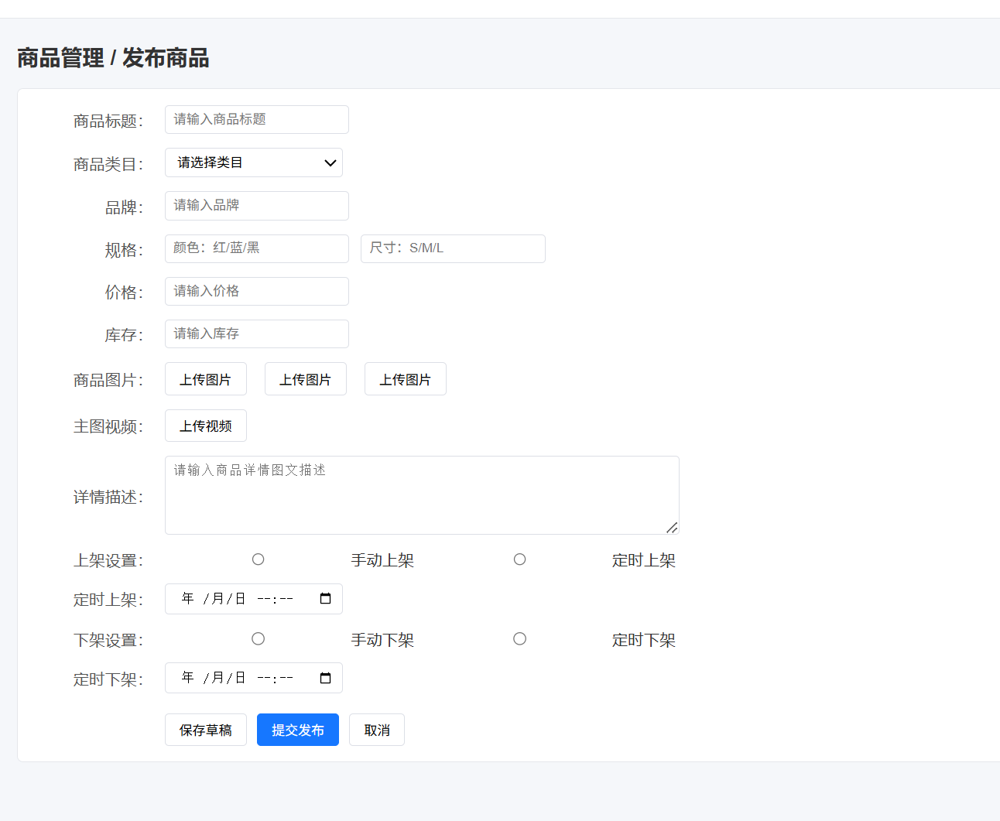 商品管理 / 发布商品
商品标题： 请输入商品标题
商品类目： 请选择类目
品牌： 请输入品牌
规格： 颜色：红/蓝/黑 尺寸：S/M/L
价格： 请输入价格
库存： 请输入库存
商品图片： 上传图片 上传图片 上传图片
主图视频： 上传视频
详情描述： 请输入商品详情图文描述
上架设置： 手动上架 定时上架
定时上架： 年 /月/日 --:--
下架设置： 手动下架 定时下架
定时下架： 年 /月/日 --:--
保存草稿 提交发布 取消